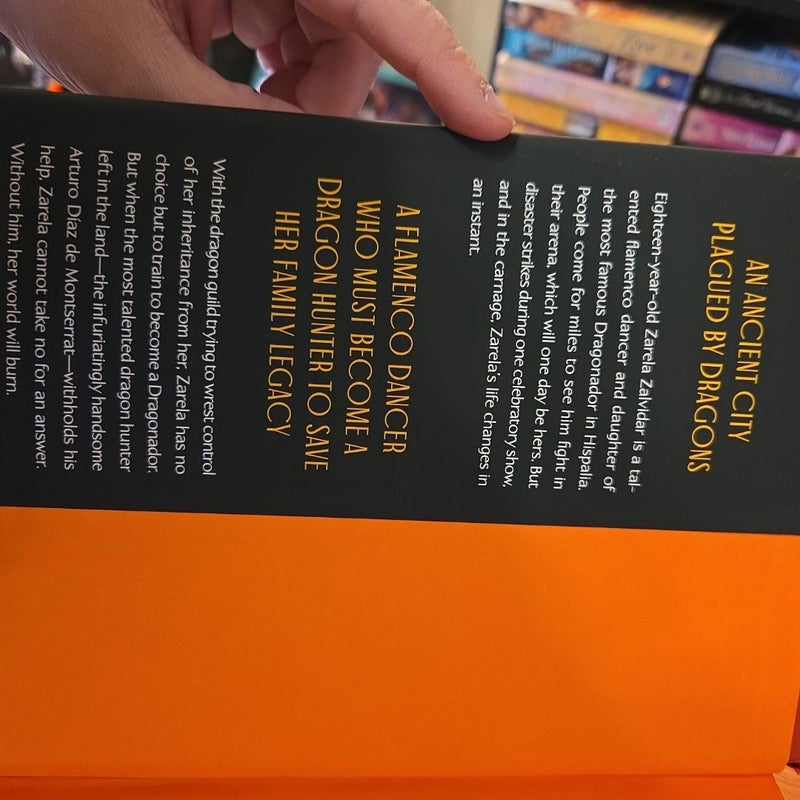 AN ANCIENT CITY
PLAGUED BY DRAGONS
Eighteen-year-old Zarela Zalvidar is a tal-
ented flamenco dancer and daughter of
the most famous Dragonador in Hispalia.
People come for miles to see him fight in
their arena, which will one day be hers. But
disaster strikes during one celebratory show,
and in the carnage, Zarela's life changes in
an instant.
A FLAMENCO DANCER
WHO MUST BECOME A
DRAGON HUNTER TO SAVE
HER FAMILY LEGACY
With the dragon guild trying to wrest control
of her inheritance from her, Zarela has no
choice but to train to become a Dragonador.
But when the most talented dragon hunter
left in the land—the infuriatingly handsome
Arturo Díaz de Montserrat—withholds his
help, Zarela cannot take no for an answer.
Without him, her world will burn.